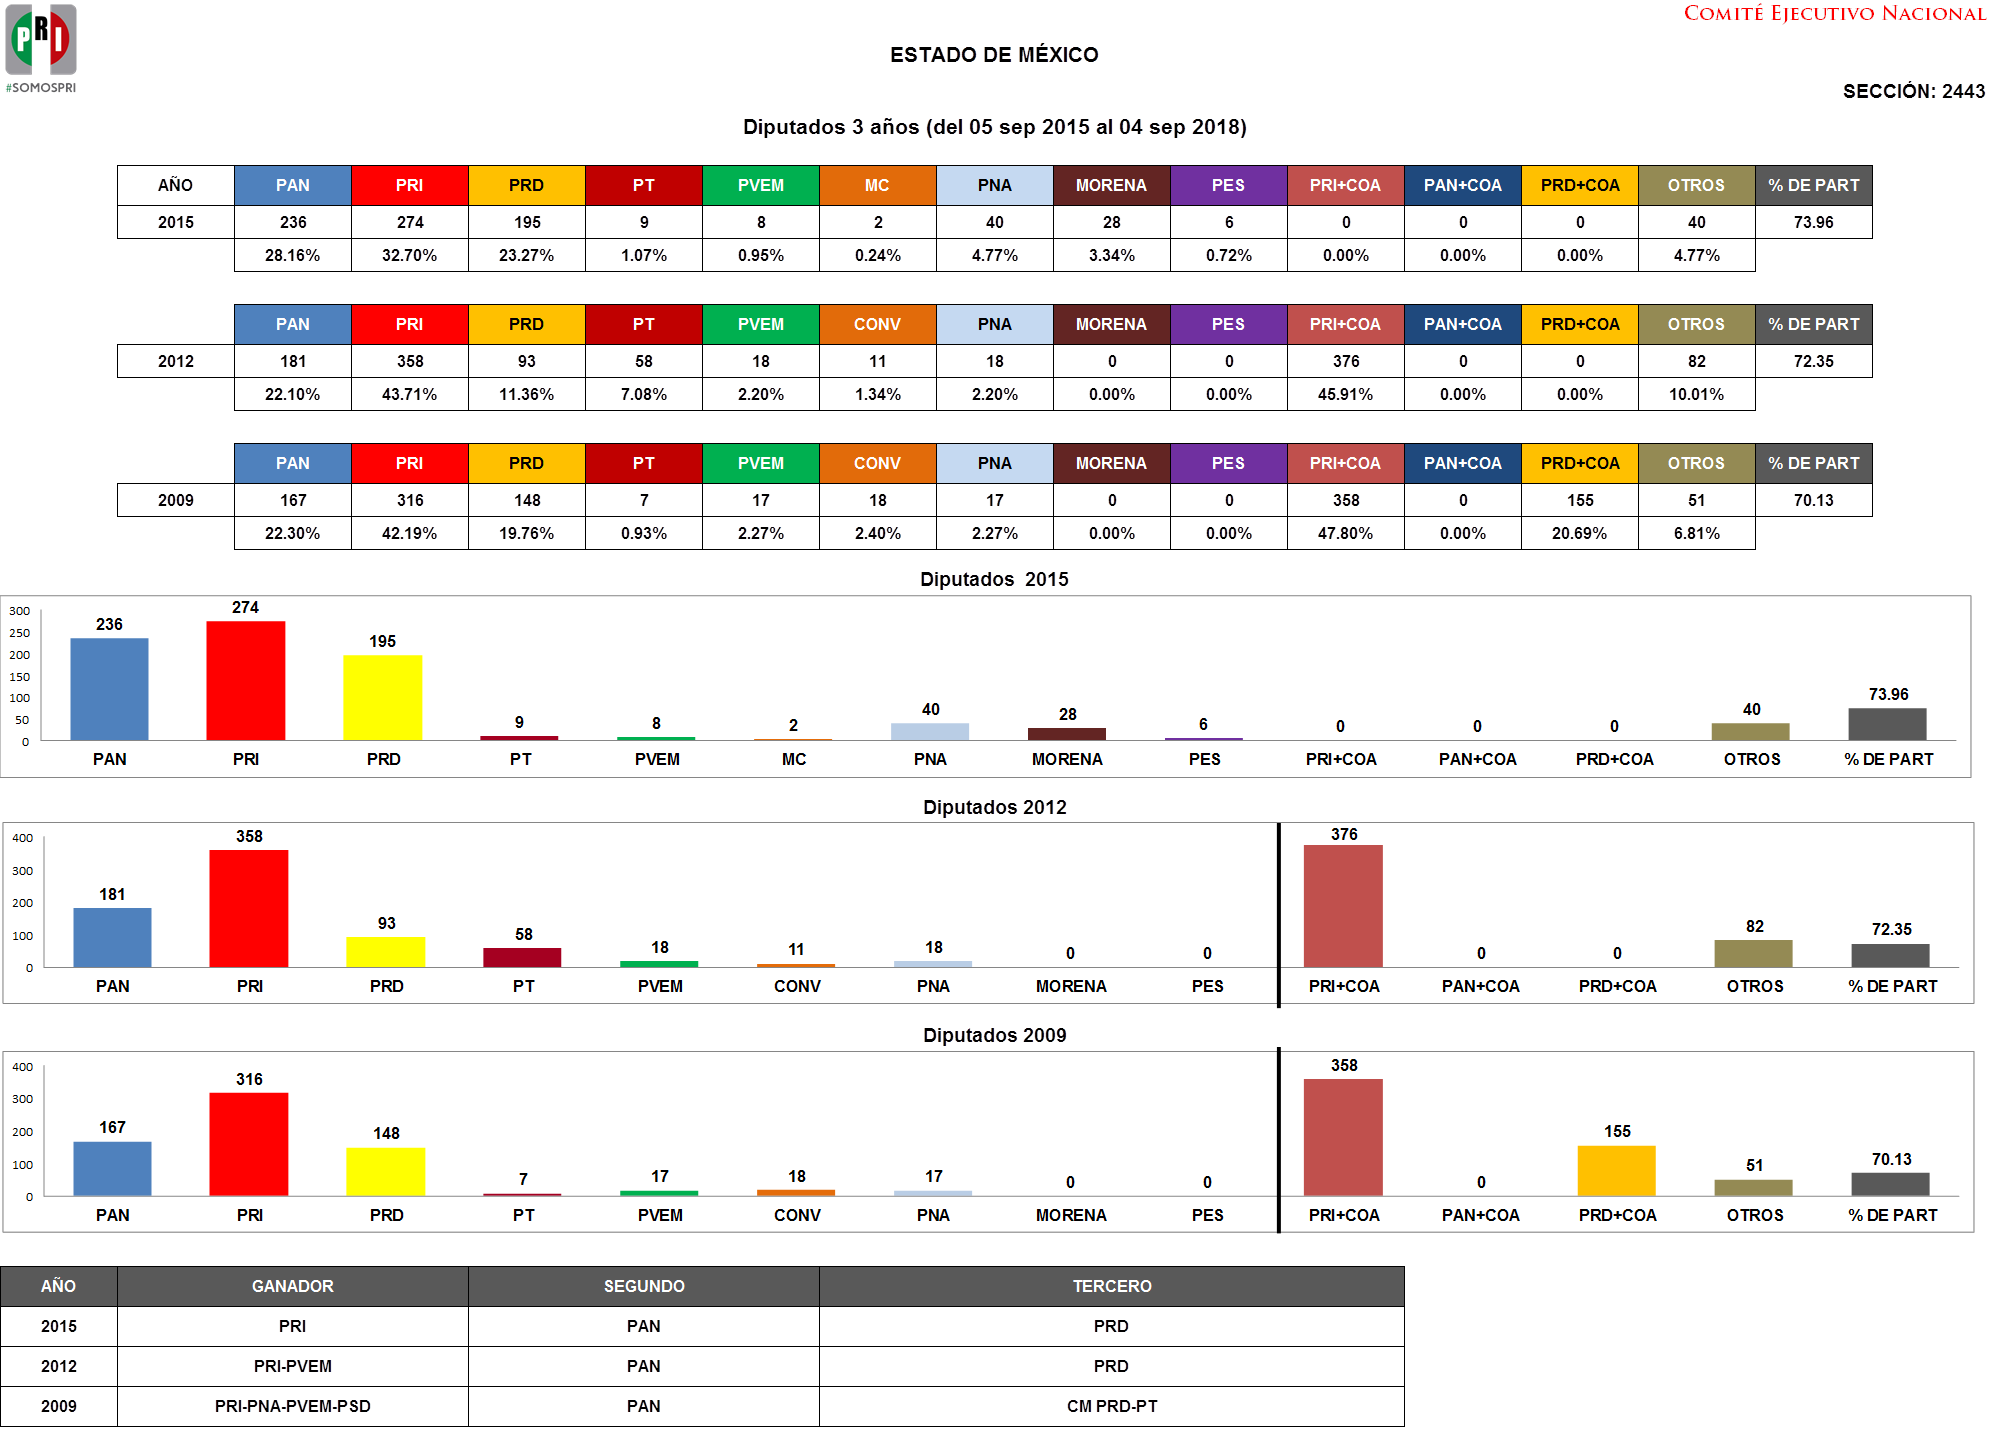 PRI
#SOMOSPRI
COMITÉ EJECUTIVO NACIONAL
ESTADO DE MÉXICO
SECCIÓN: 2443
Diputados 3 años (del 05 sep 2015 al 04 sep 2018)
AÑO PAN PRI PRD PT PVEM MC PNA MORENA PES PRI+COA PAN+COA PRD+COA OTROS % DE PART
2015 236 274 195 9 8 2 40 28 6 0 0 0 40 73.96
28.16% 32.70% 23.27% 1.07% 0.95% 0.24% 4.77% 3.34% 0.72% 0.00% 0.00% 0.00% 4.77%
PAN PRI PRD PT PVEM CONV PNA MORENA PES PRI+COA PAN+COA PRD+COA OTROS % DE PART
2012 181 358 93 58 18 11 18 0 0 376 0 0 82 72.35
22.10% 43.71% 11.36% 7.08% 2.20% 1.34% 2.20% 0.00% 0.00% 45.91% 0.00% 0.00% 10.01%
PAN PRI PRD PT PVEM CONV PNA MORENA PES PRI+COA PAN+COA PRD+COA OTROS % DE PART
2009 167 316 148 7 17 18 17 0 0 358 0 155 51 70.13
22.30% 42.19% 19.76% 0.93% 2.27% 2.40% 2.27% 0.00% 0.00% 47.80% 0.00% 20.69% 6.81%
Diputados 2015
300
250
200
150
100
50
0
236 274 195 9 8 2 40 28 6 0 0 0 40 73.96
PAN PRI PRD PT PVEM MC PNA MORENA PES PRI+COA PAN+COA PRD+COA OTROS % DE PART
Diputados 2012
400
300
200
100
0
181 358 93 58 18 11 18 0 0 376 0 0 82 72.35
PAN PRI PRD PT PVEM CONV PNA MORENA PES PRI+COA PAN+COA PRD+COA OTROS % DE PART
Diputados 2009
400
300
200
100
0
167 316 148 7 17 18 17 0 0 358 0 155 51 70.13
PAN PRI PRD PT PVEM CONV PNA MORENA PES PRI+COA PAN+COA PRD+COA OTROS % DE PART
AÑO GANADOR SEGUNDO TERCERO
2015 PRI PAN PRD
2012 PRI-PVEM PAN PRD
2009 PRI-PNA-PVEM-PSD PAN CM PRD-PT